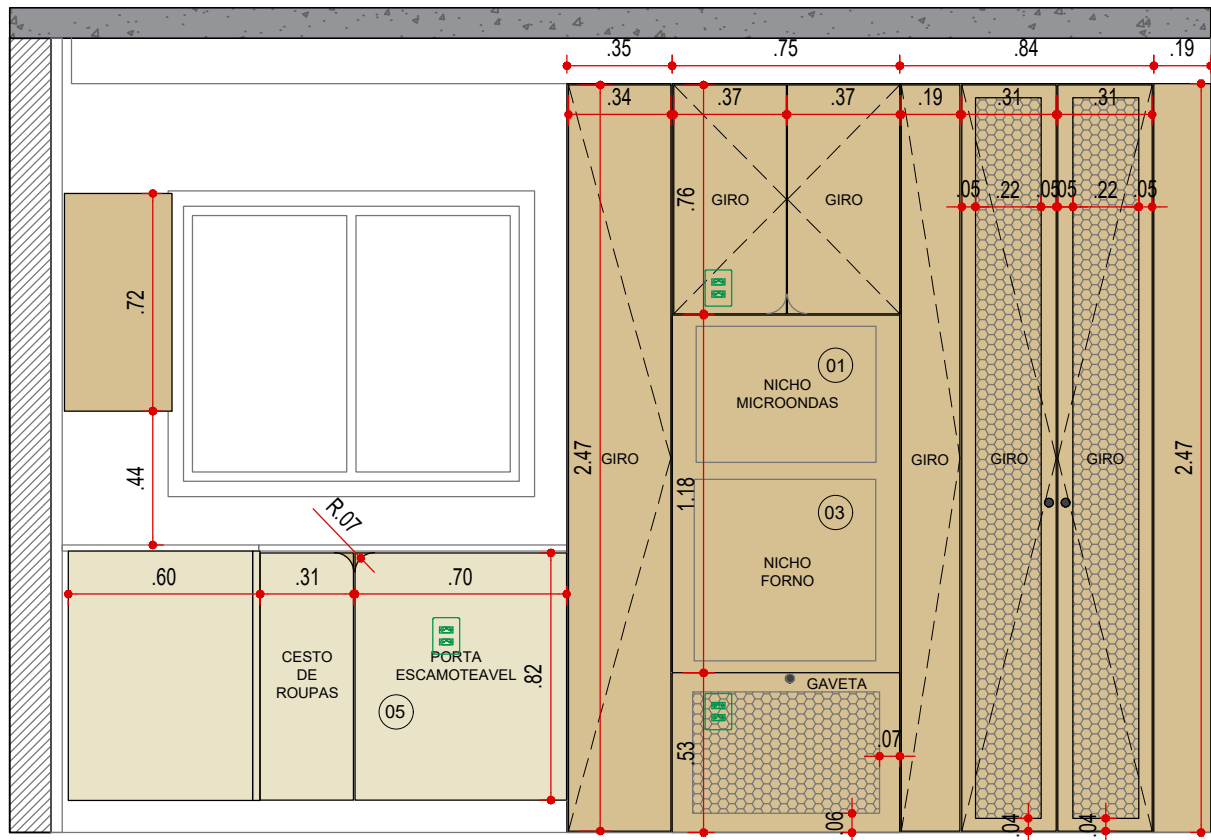 .35
.75
.84
.19
.34
.37
.37
.19
.31
.31
.72
.44
.76
GIRO
GIRO
.05
.22
.05
.05
.22
.05
01
NICHO
MICROONDAS
2.47
GIRO
1.18
GIRO
GIRO
GIRO
2.47
03
NICHO
FORNO
R.07
.60
.31
.70
CESTO
DE
ROUPAS
PORTA
ESCAMOTEAVEL
.82
05
GAVETA
.53
.07
.06
.04
.04